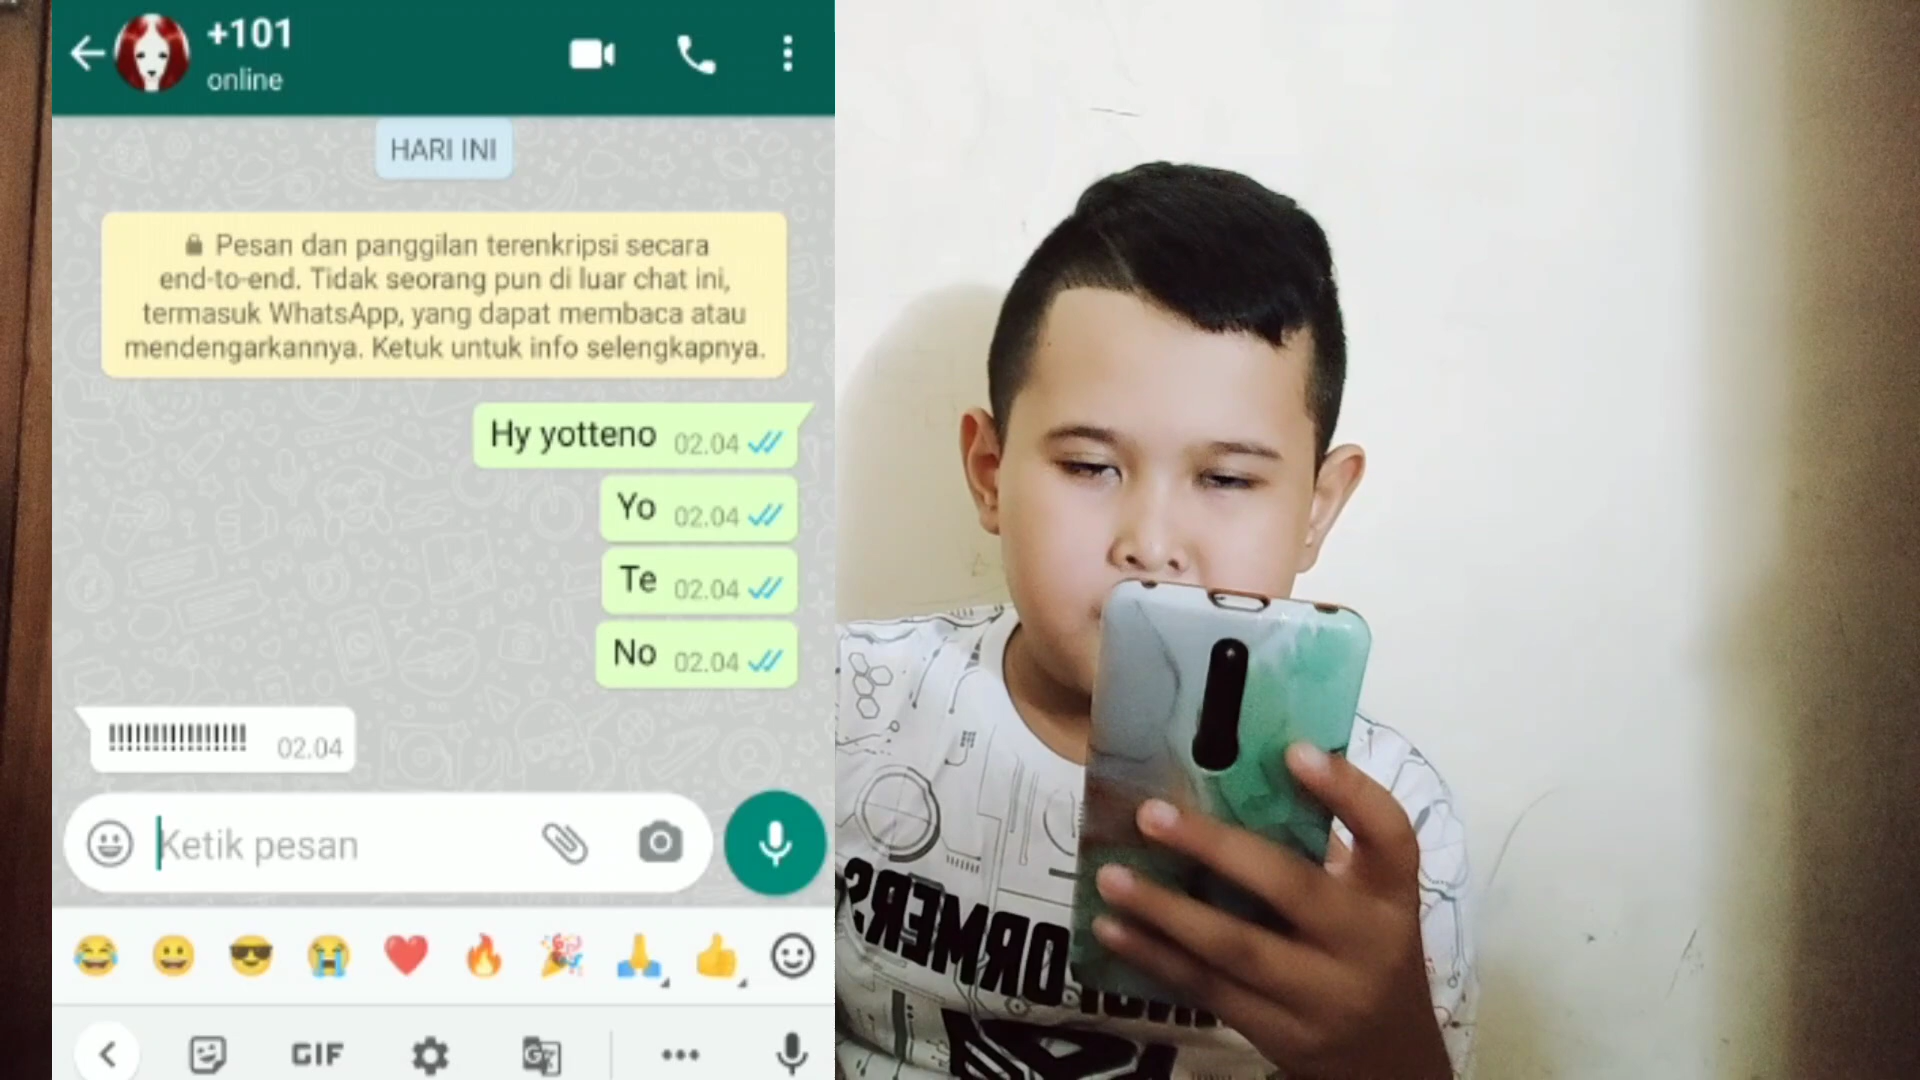 +101
online
HARI INI
Pesan dan panggilan terenkripsi secara
end-to-end. Tidak seorang pun di luar chat ini,
termasuk WhatsApp, yang dapat membaca atau
mendengarkannya. Ketuk untuk info selengkapnya.
Hy yotteno 02.04
Yo 02.04
Te 02.04
No 02.04
!!!!!!!!!!!!!!!! 02.04
Ketik pesan
GIF
ORMERS